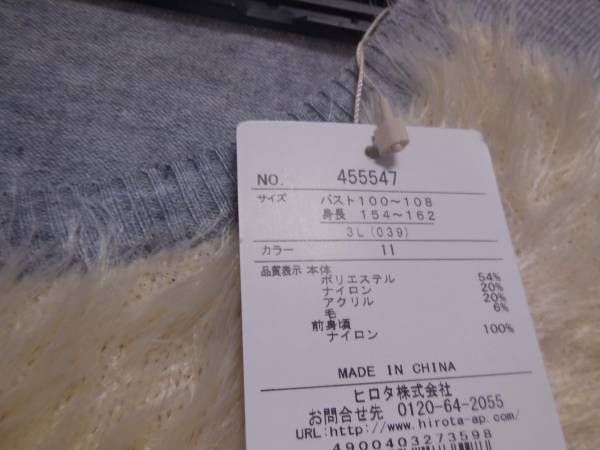 NO. 455547
サイズ バスト100～108
身長 154～162
3L(039)
カラー 11
品質表示 本体
ポリエステル 54%
ナイロン 20%
アクリル 20%
毛 6%
前身頃
ナイロン 100%
MADE IN CHINA
ヒロタ株式会社
お問合せ先 0120-64-2055
URL:http://www.hirota-ap.com/
4900403273598